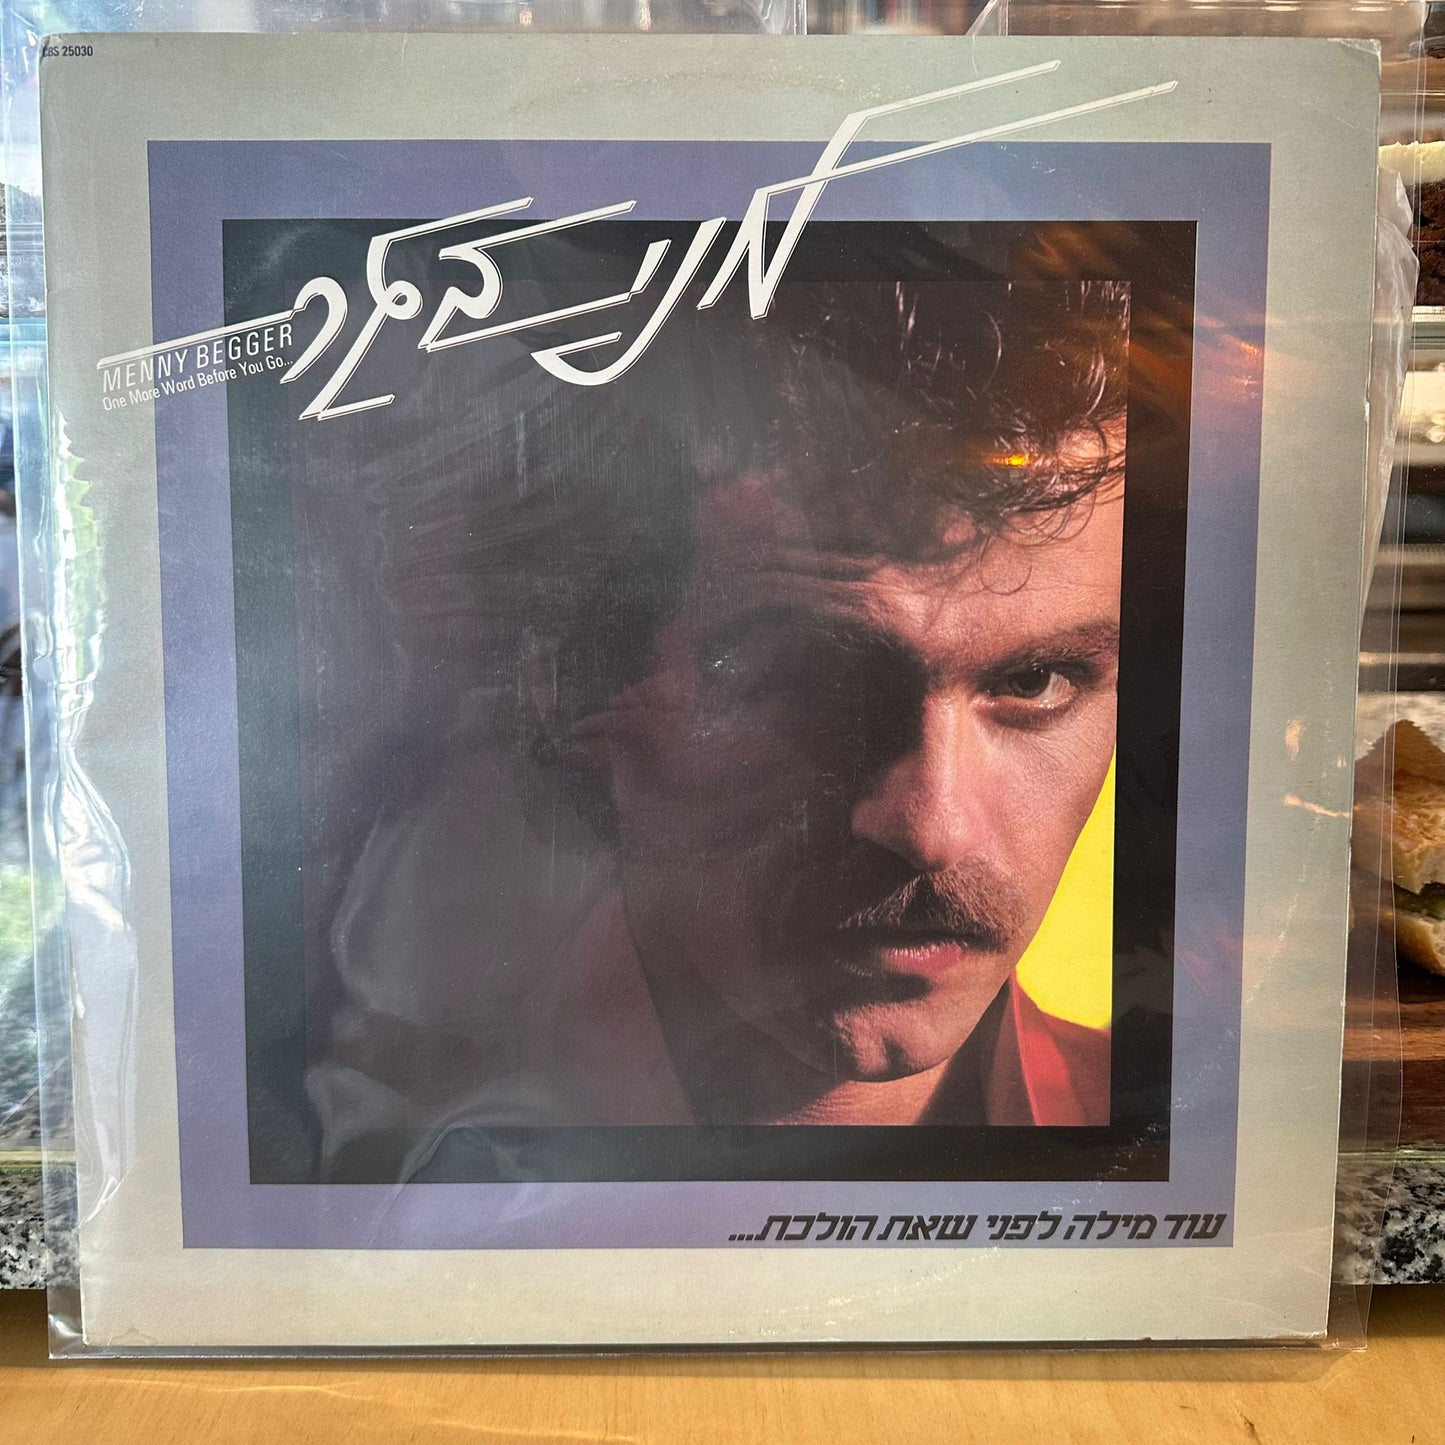 CBS 25030
מני בגר
MENNY BEGGER
One More Word Before You Go...
עוד מילה לפני שאת הולכת...